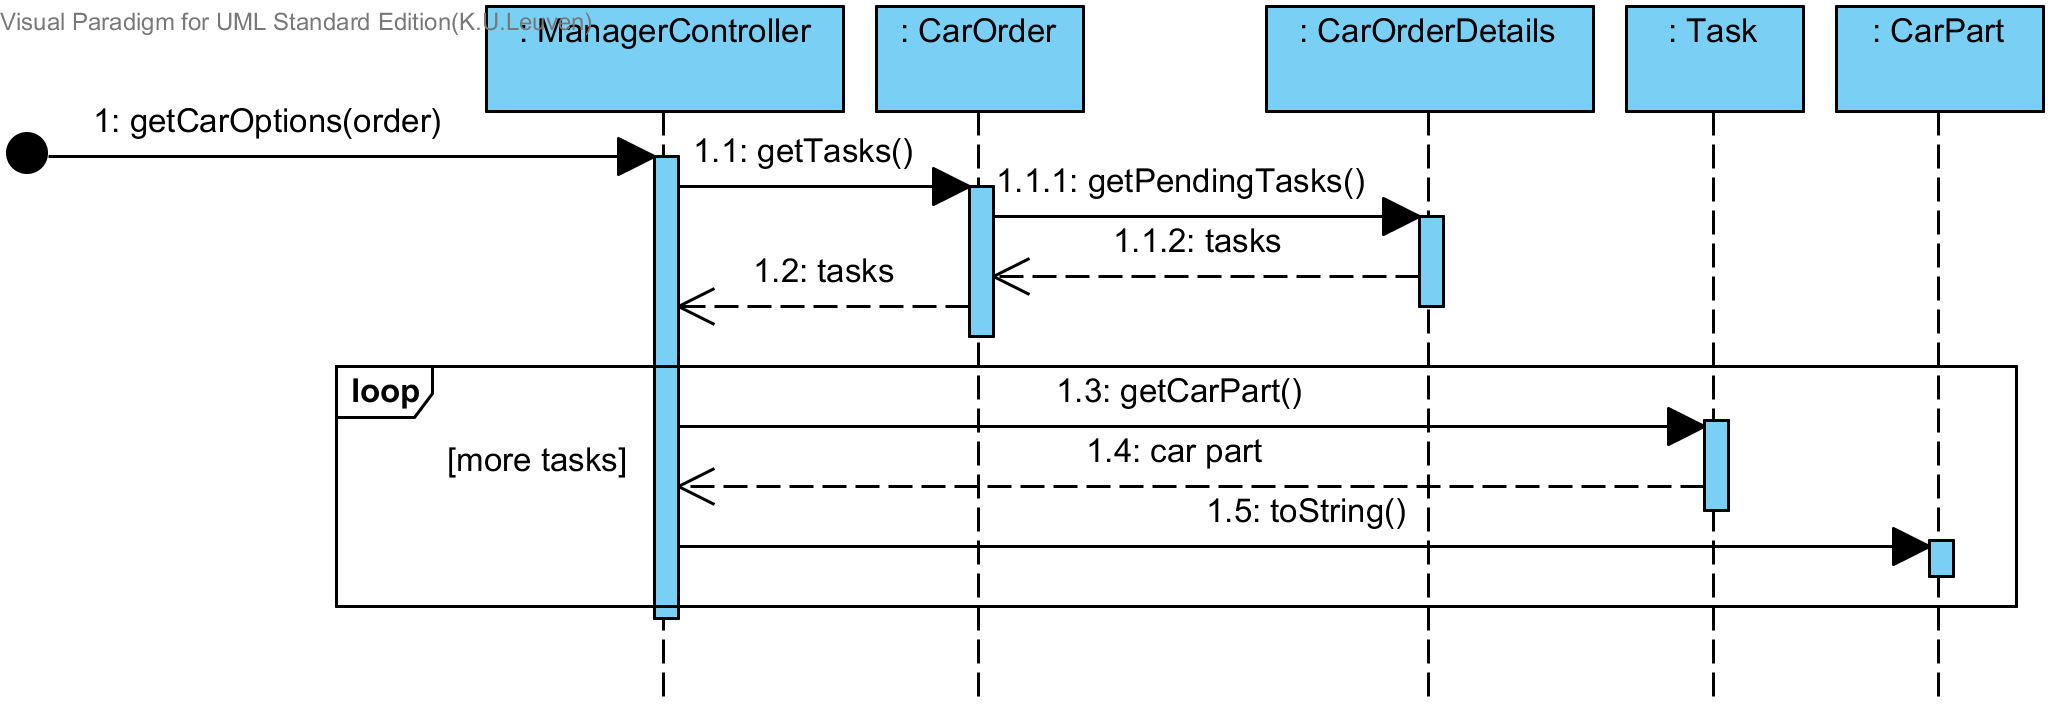 Visual Paradigm for UML Standard Edition(K.U.Leuven)
: ManagerController
: CarOrder
: CarOrderDetails
: Task
: CarPart
1: getCarOptions(order)
1.1: getTasks()
1.1.1: getPendingTasks()
1.1.2: tasks
1.2: tasks
loop
1.3: getCarPart()
[more tasks]
1.4: car part
1.5: toString()